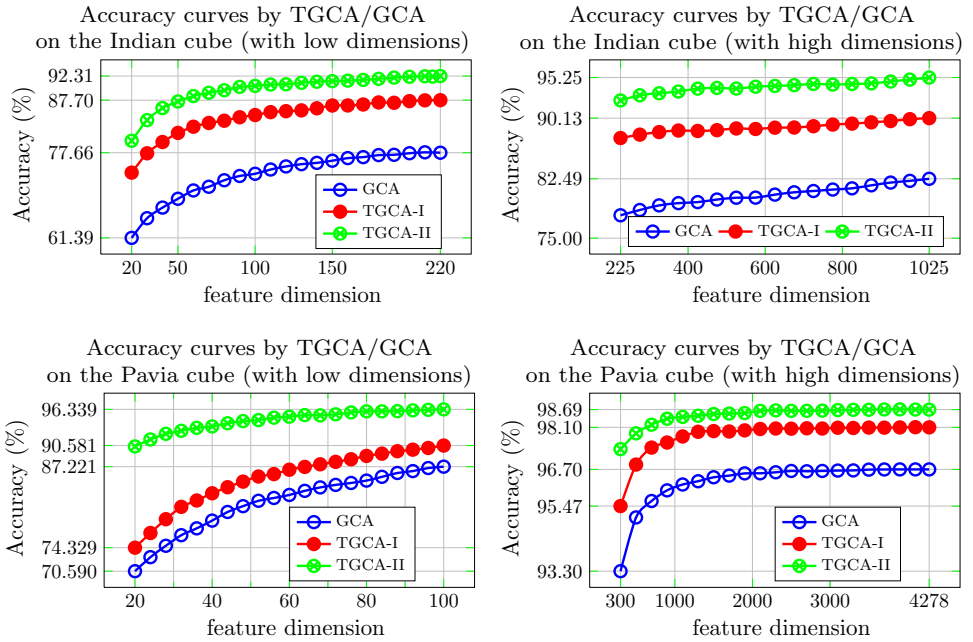 Accuracy curves by TGCA/GCA
on the Indian cube (with low dimensions)
92.31
87.70
77.66
61.39
Accuracy (%)
GCA
TGCA-I
TGCA-II
20 50 100 150 220
feature dimension
Accuracy curves by TGCA/GCA
on the Indian cube (with high dimensions)
95.25
90.13
82.49
75.00
Accuracy (%)
GCA TGCA-I TGCA-II
225 400 600 800 1025
feature dimension
Accuracy curves by TGCA/GCA
on the Pavia cube (with low dimensions)
96.339
90.581
87.221
74.329
70.590
Accuracy (%)
GCA
TGCA-I
TGCA-II
20 40 60 80 100
feature dimension
Accuracy curves by TGCA/GCA
on the Pavia cube (with high dimensions)
98.69
98.10
96.70
95.47
93.30
Accuracy (%)
GCA
TGCA-I
TGCA-II
300 1000 2000 3000 4278
feature dimension